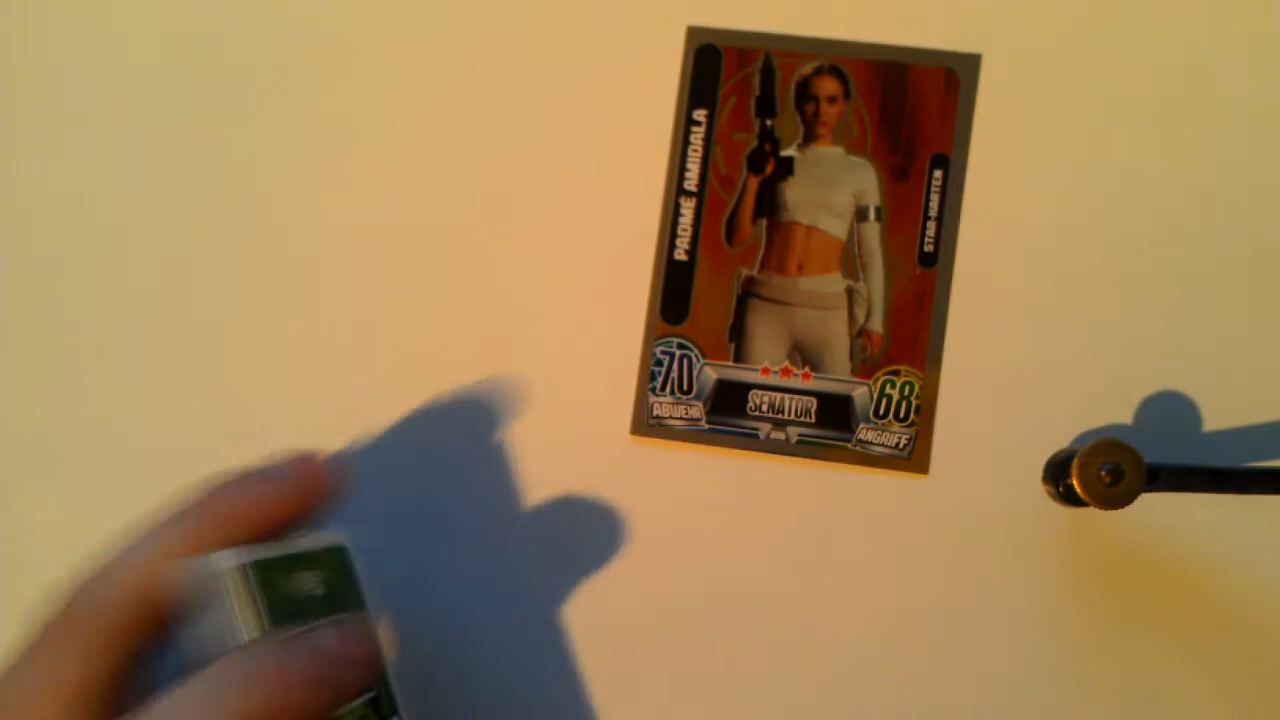 PADMÉ AMIDALA
STAR-KARTEN
70
ABWEHR
SENATOR
68
ANGRIFF